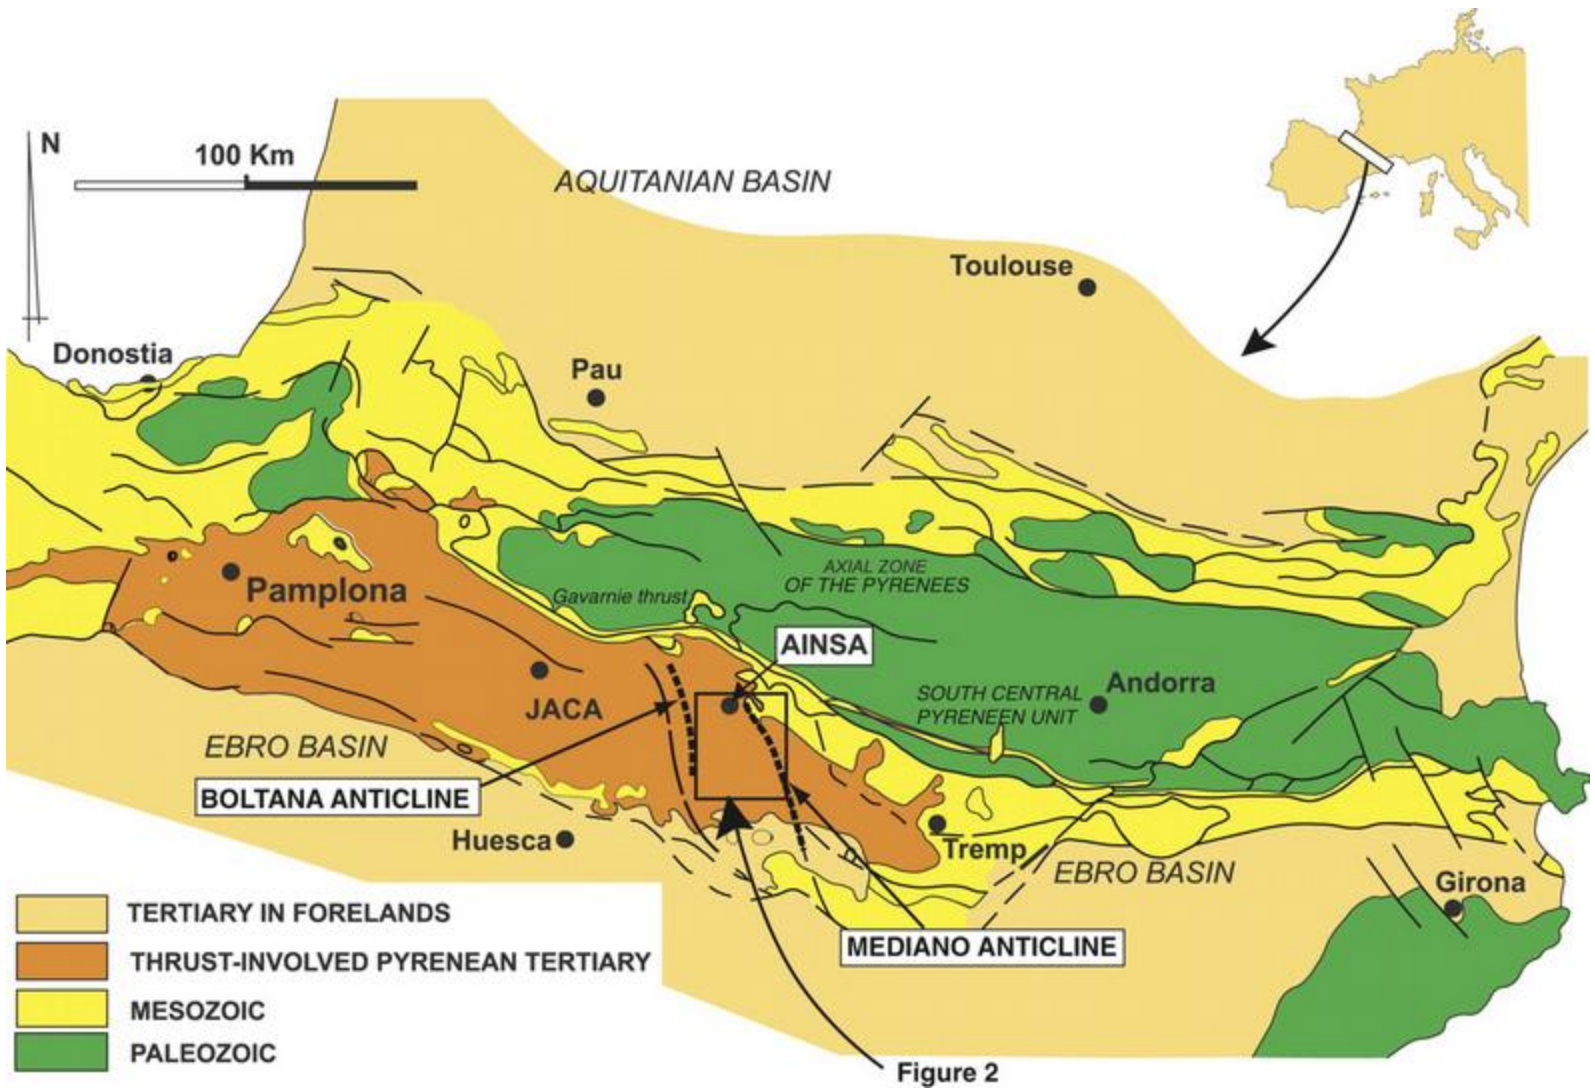 N
100 Km
AQUITANIAN BASIN
Toulouse
Donostia
Pau
AXIAL ZONE
OF THE PYRENEES
Gavarnie thrust
Pamplona
AINSA
JACA
SOUTH CENTRAL
PYRENEEN UNIT
Andorra
EBRO BASIN
BOLTANA ANTICLINE
Huesca
Tremp
EBRO BASIN
Girona
MEDIANO ANTICLINE
TERTIARY IN FORELANDS
THRUST-INVOLVED PYRENEAN TERTIARY
MESOZOIC
PALEOZOIC
Figure 2